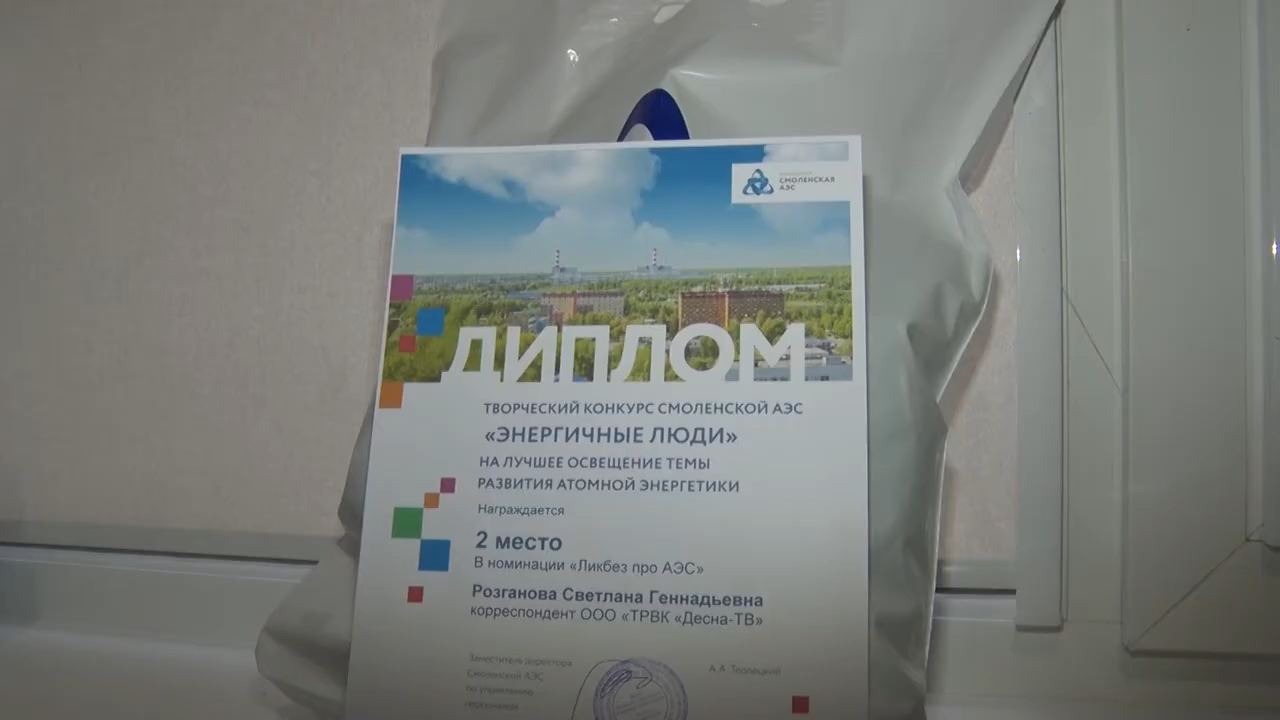 СМОЛЕНСКАЯ
АЭС
ДИПЛОМ
ТВОРЧЕСКИЙ КОНКУРС СМОЛЕНСКОЙ АЭС
«ЭНЕРГИЧНЫЕ ЛЮДИ»
НА ЛУЧШЕЕ ОСВЕЩЕНИЕ ТЕМЫ
РАЗВИТИЯ АТОМНОЙ ЭНЕРГЕТИКИ
Награждается
2 место
В номинации «Ликбез про АЭС»
Розганова Светлана Геннадьевна
корреспондент ООО «ТРВК «Десна-ТВ»
Заместитель директора
Смоленской АЭС
по управлению
персоналом
А.А.